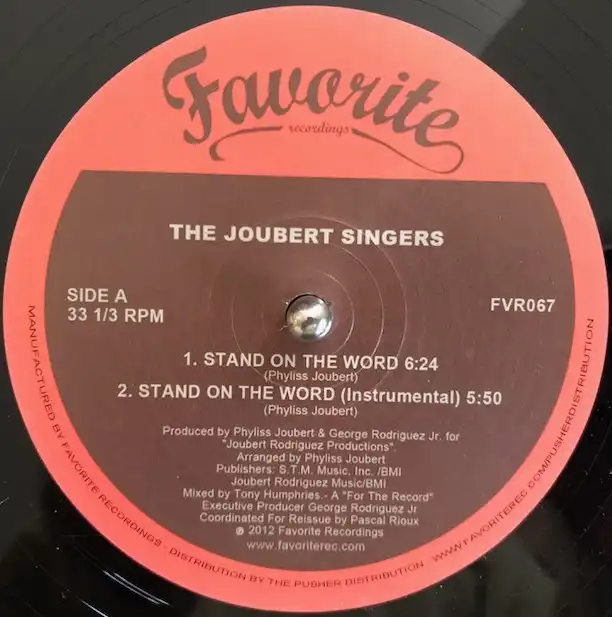 Favorite
recordings
THE JOUBERT SINGERS
SIDE A
33 1/3 RPM
FVR067
1. STAND ON THE WORD 6:24
(Phyliss Joubert)
2. STAND ON THE WORD (Instrumental) 5:50
(Phyliss Joubert)
Produced by Phyliss Joubert & George Rodriguez Jr. for
"Joubert Rodriguez Productions".
Arranged by Phyliss Joubert
Publishers: S.T.M. Music, Inc. /BMI
Joubert Rodriguez Music/BMI
Mixed by Tony Humphries.- A "For The Record"
Executive Producer George Rodriguez Jr
Coordinated For Reissue by Pascal Rioux
℗ 2012 Favorite Recordings
www.favoriterec.com
MANUFACTURED BY FAVORITE RECORDINGS - DISTRIBUTION BY THE PUSHER DISTRIBUTION WWW.FAVORITEREC.COM/PUSHERDISTRIBUTION